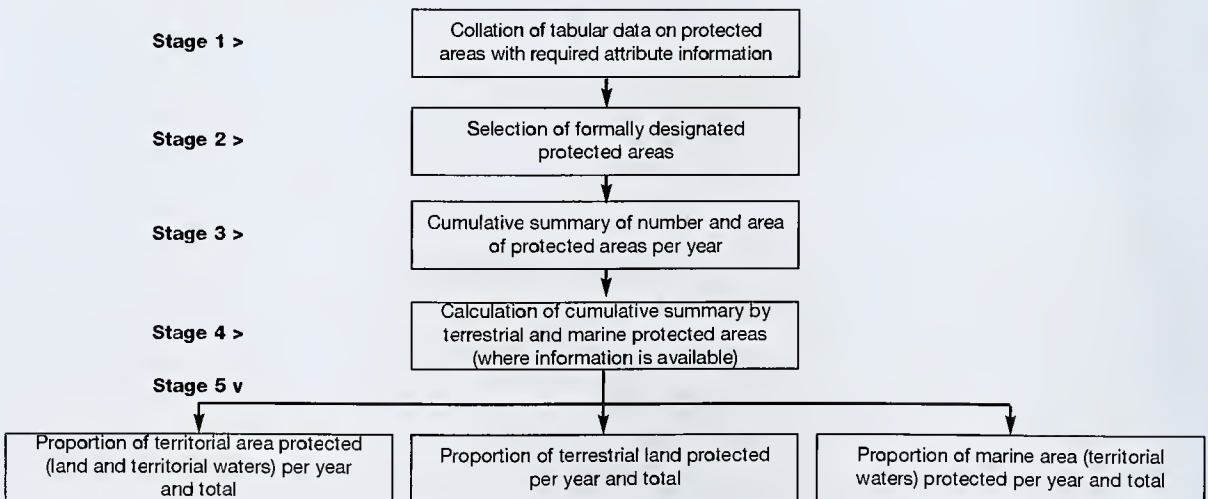 Stage 1 >
Collation of tabular data on protected
areas with required attribute information
Stage 2 >
Selection of formally designated
protected areas
Stage 3 >
Cumulative summary of number and area
of protected areas per year
Stage 4 >
Calculation of cumulative summary by
terrestrial and marine protected areas
(where information is available)
Stage 5 v
Proportion of territorial area protected
(land and territorial waters) per year
and total
Proportion of terrestrial land protected
per year and total
Proportion of marine area (territorial
waters) protected per year and total